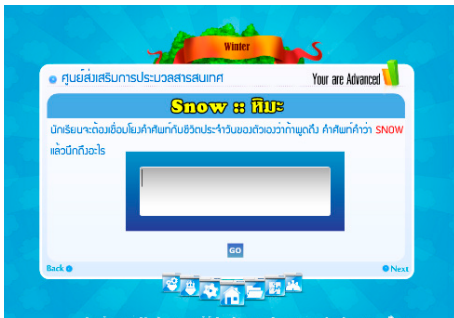 Winter
ศูนย์ส่งเสริมการประมวลสารสนเทศ
Your are Advanced
Snow :: หิมะ
นักเรียนจะต้องเชื่อมโยงคำศัพท์กับชีวิตประจำวันของตัวเองว่าถ้าพูดถึง คำศัพท์คำว่า SNOW
แล้วนึกถึงอะไร
GO
Back
Next